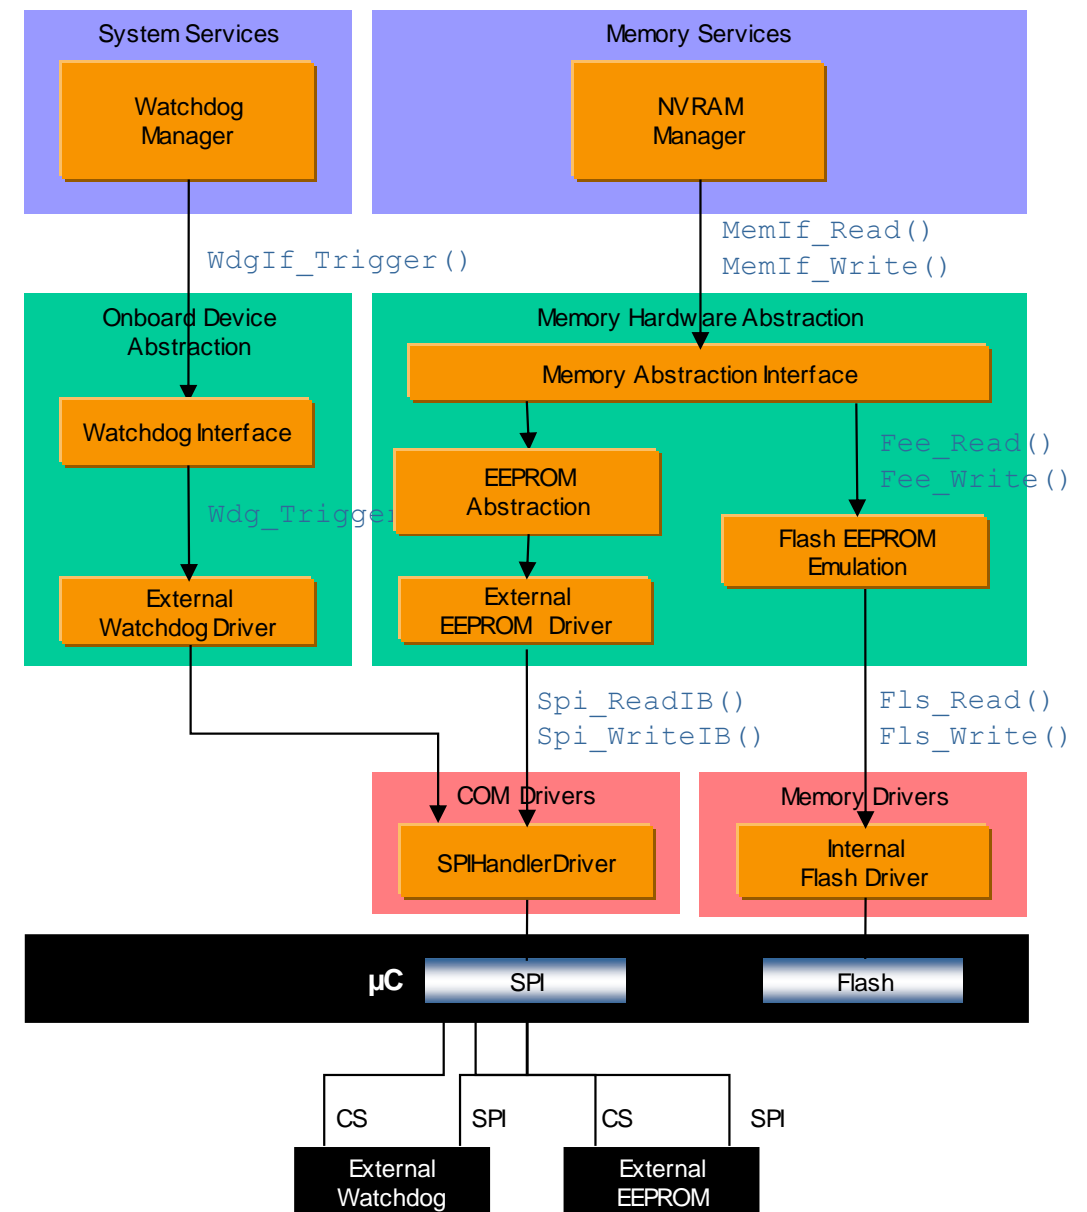 System Services
Memory Services
Watchdog
Manager
NVRAM
Manager
WdgIf_Trigger()
MemIf_Read()
MemIf_Write()
Onboard Device
Abstraction
Memory Hardware Abstraction
Memory Abstraction Interface
Watchdog Interface
EEPROM
Abstraction
Fee_Read()
Fee_Write()
Wdg_Trigger
Flash EEPROM
Emulation
External
Watchdog Driver
External
EEPROM Driver
Spi_ReadIB()
Spi_WriteIB()
Fls_Read()
Fls_Write()
COM Drivers
Memory Drivers
SPIHandlerDriver
Internal
Flash Driver
µC
SPI
Flash
CS
SPI
CS
SPI
External
Watchdog
External
EEPROM